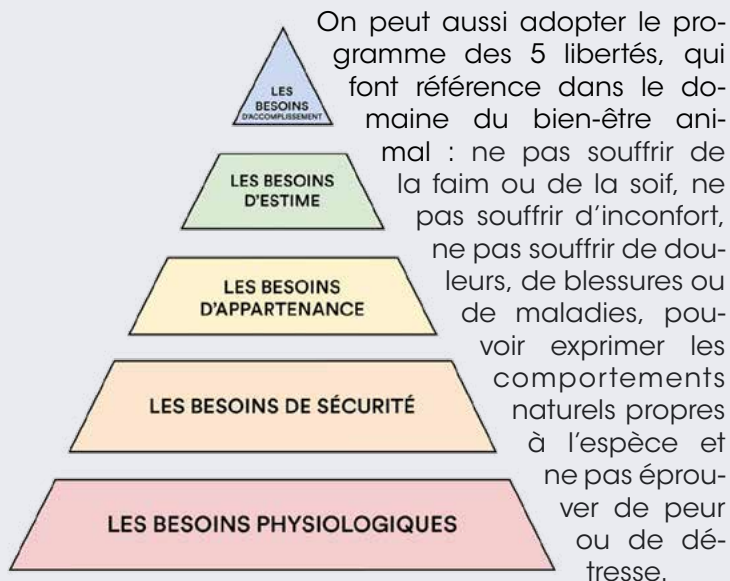 On peut aussi adopter le pro-
gramme des 5 libertés, qui
font référence dans le do-
maine du bien-être ani-
mal : ne pas souffrir de
la faim ou de la soif, ne
pas souffrir d'inconfort,
ne pas souffrir de dou-
leurs, de blessures ou
de maladies, pou-
voir exprimer les
comportements
naturels propres
à l'espèce et
ne pas éprou-
ver de peur
ou de dé-
tresse.
LES
BESOINS
D'ACCOMPLISSEMENT
LES BESOINS
D'ESTIME
LES BESOINS
D'APPARTENANCE
LES BESOINS DE SÉCURITÉ
LES BESOINS PHYSIOLOGIQUES